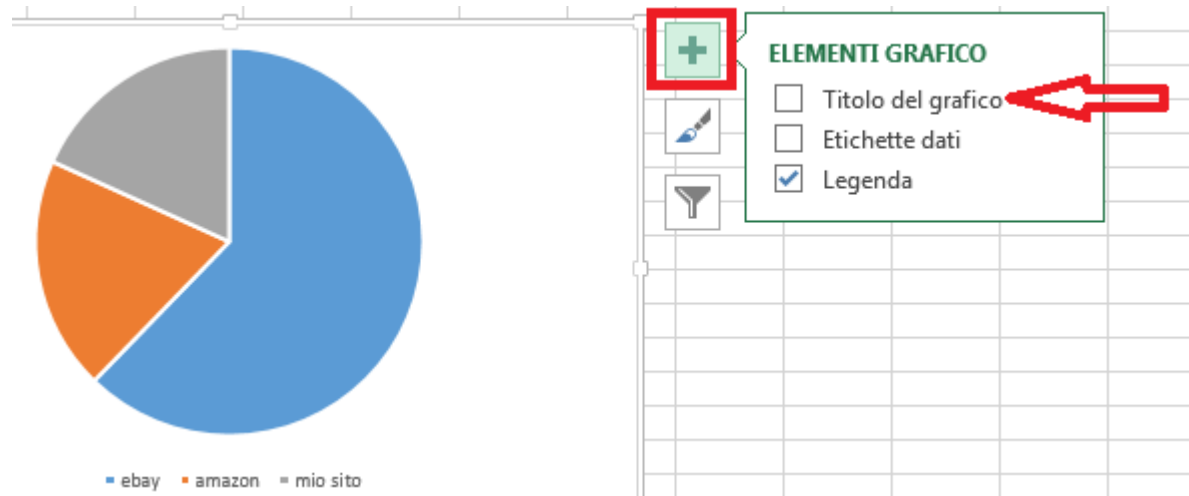 ELEMENTI GRAFICO
Titolo del grafico
Etichette dati
Legenda
ebay amazon mio sito